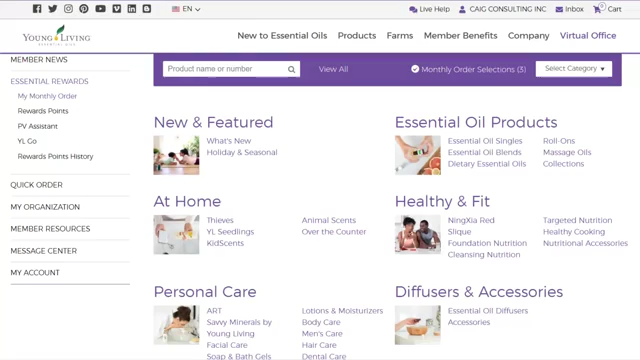 EN
Live Help
CAIG CONSULTING INC
Inbox
0
Cart
YOUNG LIVING
ESSENTIAL OILS
New to Essential Oils
Products
Farms
Member Benefits
Company
Virtual Office
MEMBER NEWS
ESSENTIAL REWARDS
My Monthly Order
Rewards Points
PV Assistant
YL Go
Rewards Points History
QUICK ORDER
MY ORGANIZATION
MEMBER RESOURCES
MESSAGE CENTER
MY ACCOUNT
Product name or number
View All
Monthly Order Selections (3)
Select Category
New & Featured
What's New
Holiday & Seasonal
Essential Oil Products
Essential Oil Singles
Essential Oil Blends
Dietary Essential Oils
Roll-Ons
Massage Oils
Collections
At Home
Thieves
YL Seedlings
KidScents
Animal Scents
Over the Counter
Healthy & Fit
NingXia Red
Slique
Foundation Nutrition
Cleansing Nutrition
Targeted Nutrition
Healthy Cooking
Nutritional Accessories
Personal Care
ART
Savvy Minerals by
Young Living
Facial Care
Soap & Bath Gels
Lotions & Moisturizers
Body Care
Men's Care
Hair Care
Dental Care
Diffusers & Accessories
Essential Oil Diffusers
Accessories